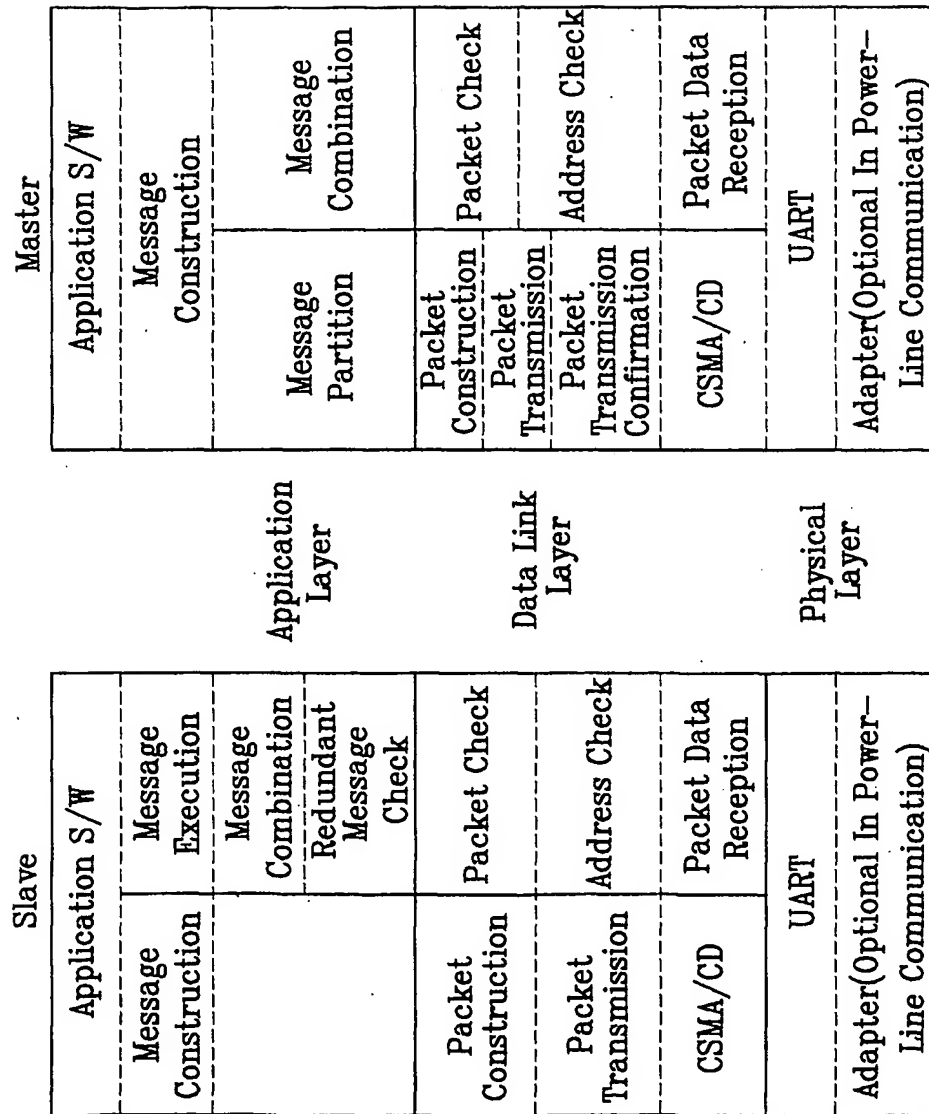 Slave
Application S/W
Message
Construction
Message
Execution
Message
Combination
Redundant
Message
Check
Packet
Construction
Packet Check
Packet
Transmission
Address Check
CSMA/CD
Packet Data
Reception
UART
Adapter(Optional In Power-
Line Communication)
Application
Layer
Data Link
Layer
Physical
Layer
Master
Application S/W
Message
Construction
Message
Partition
Message
Combination
Packet
Construction
Packet
Transmission
Packet
Transmission
Confirmation
Packet Check
Address Check
CSMA/CD
Packet Data
Reception
UART
Adapter(Optional In Power-
Line Communication)